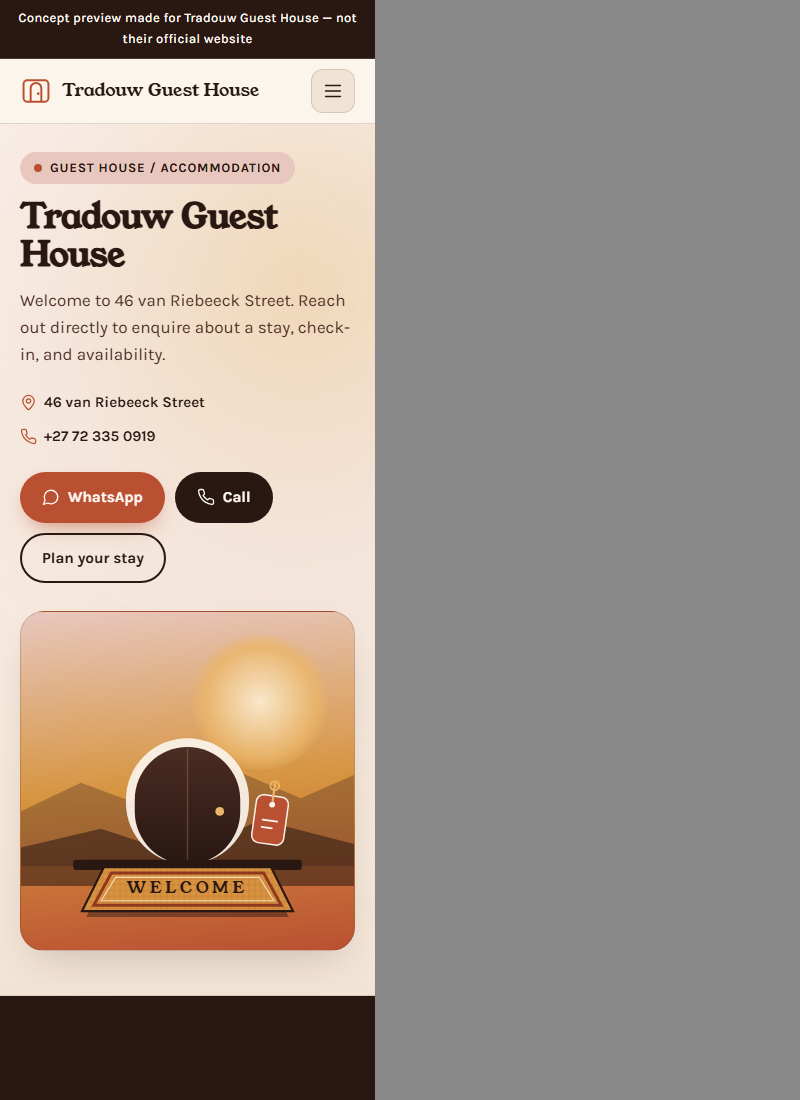 Concept preview made for Tradouw Guest House — not
their official website
Tradouw Guest House
GUEST HOUSE / ACCOMMODATION
Tradouw Guest
House
Welcome to 46 van Riebeeck Street. Reach
out directly to enquire about a stay, check-
in, and availability.
46 van Riebeeck Street
+27 72 335 0919
WhatsApp
Call
Plan your stay
WELCOME